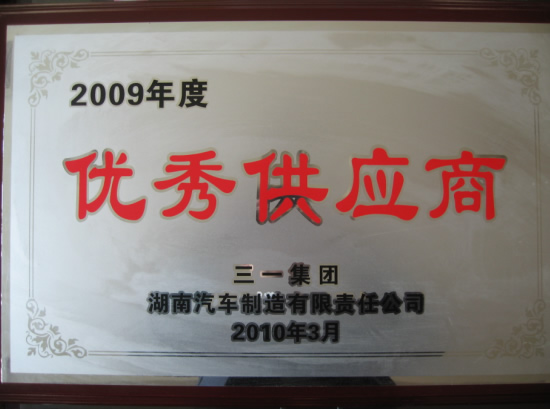 2009年度
优秀供应商
三一集团
湖南汽车制造有限责任公司
2010年3月